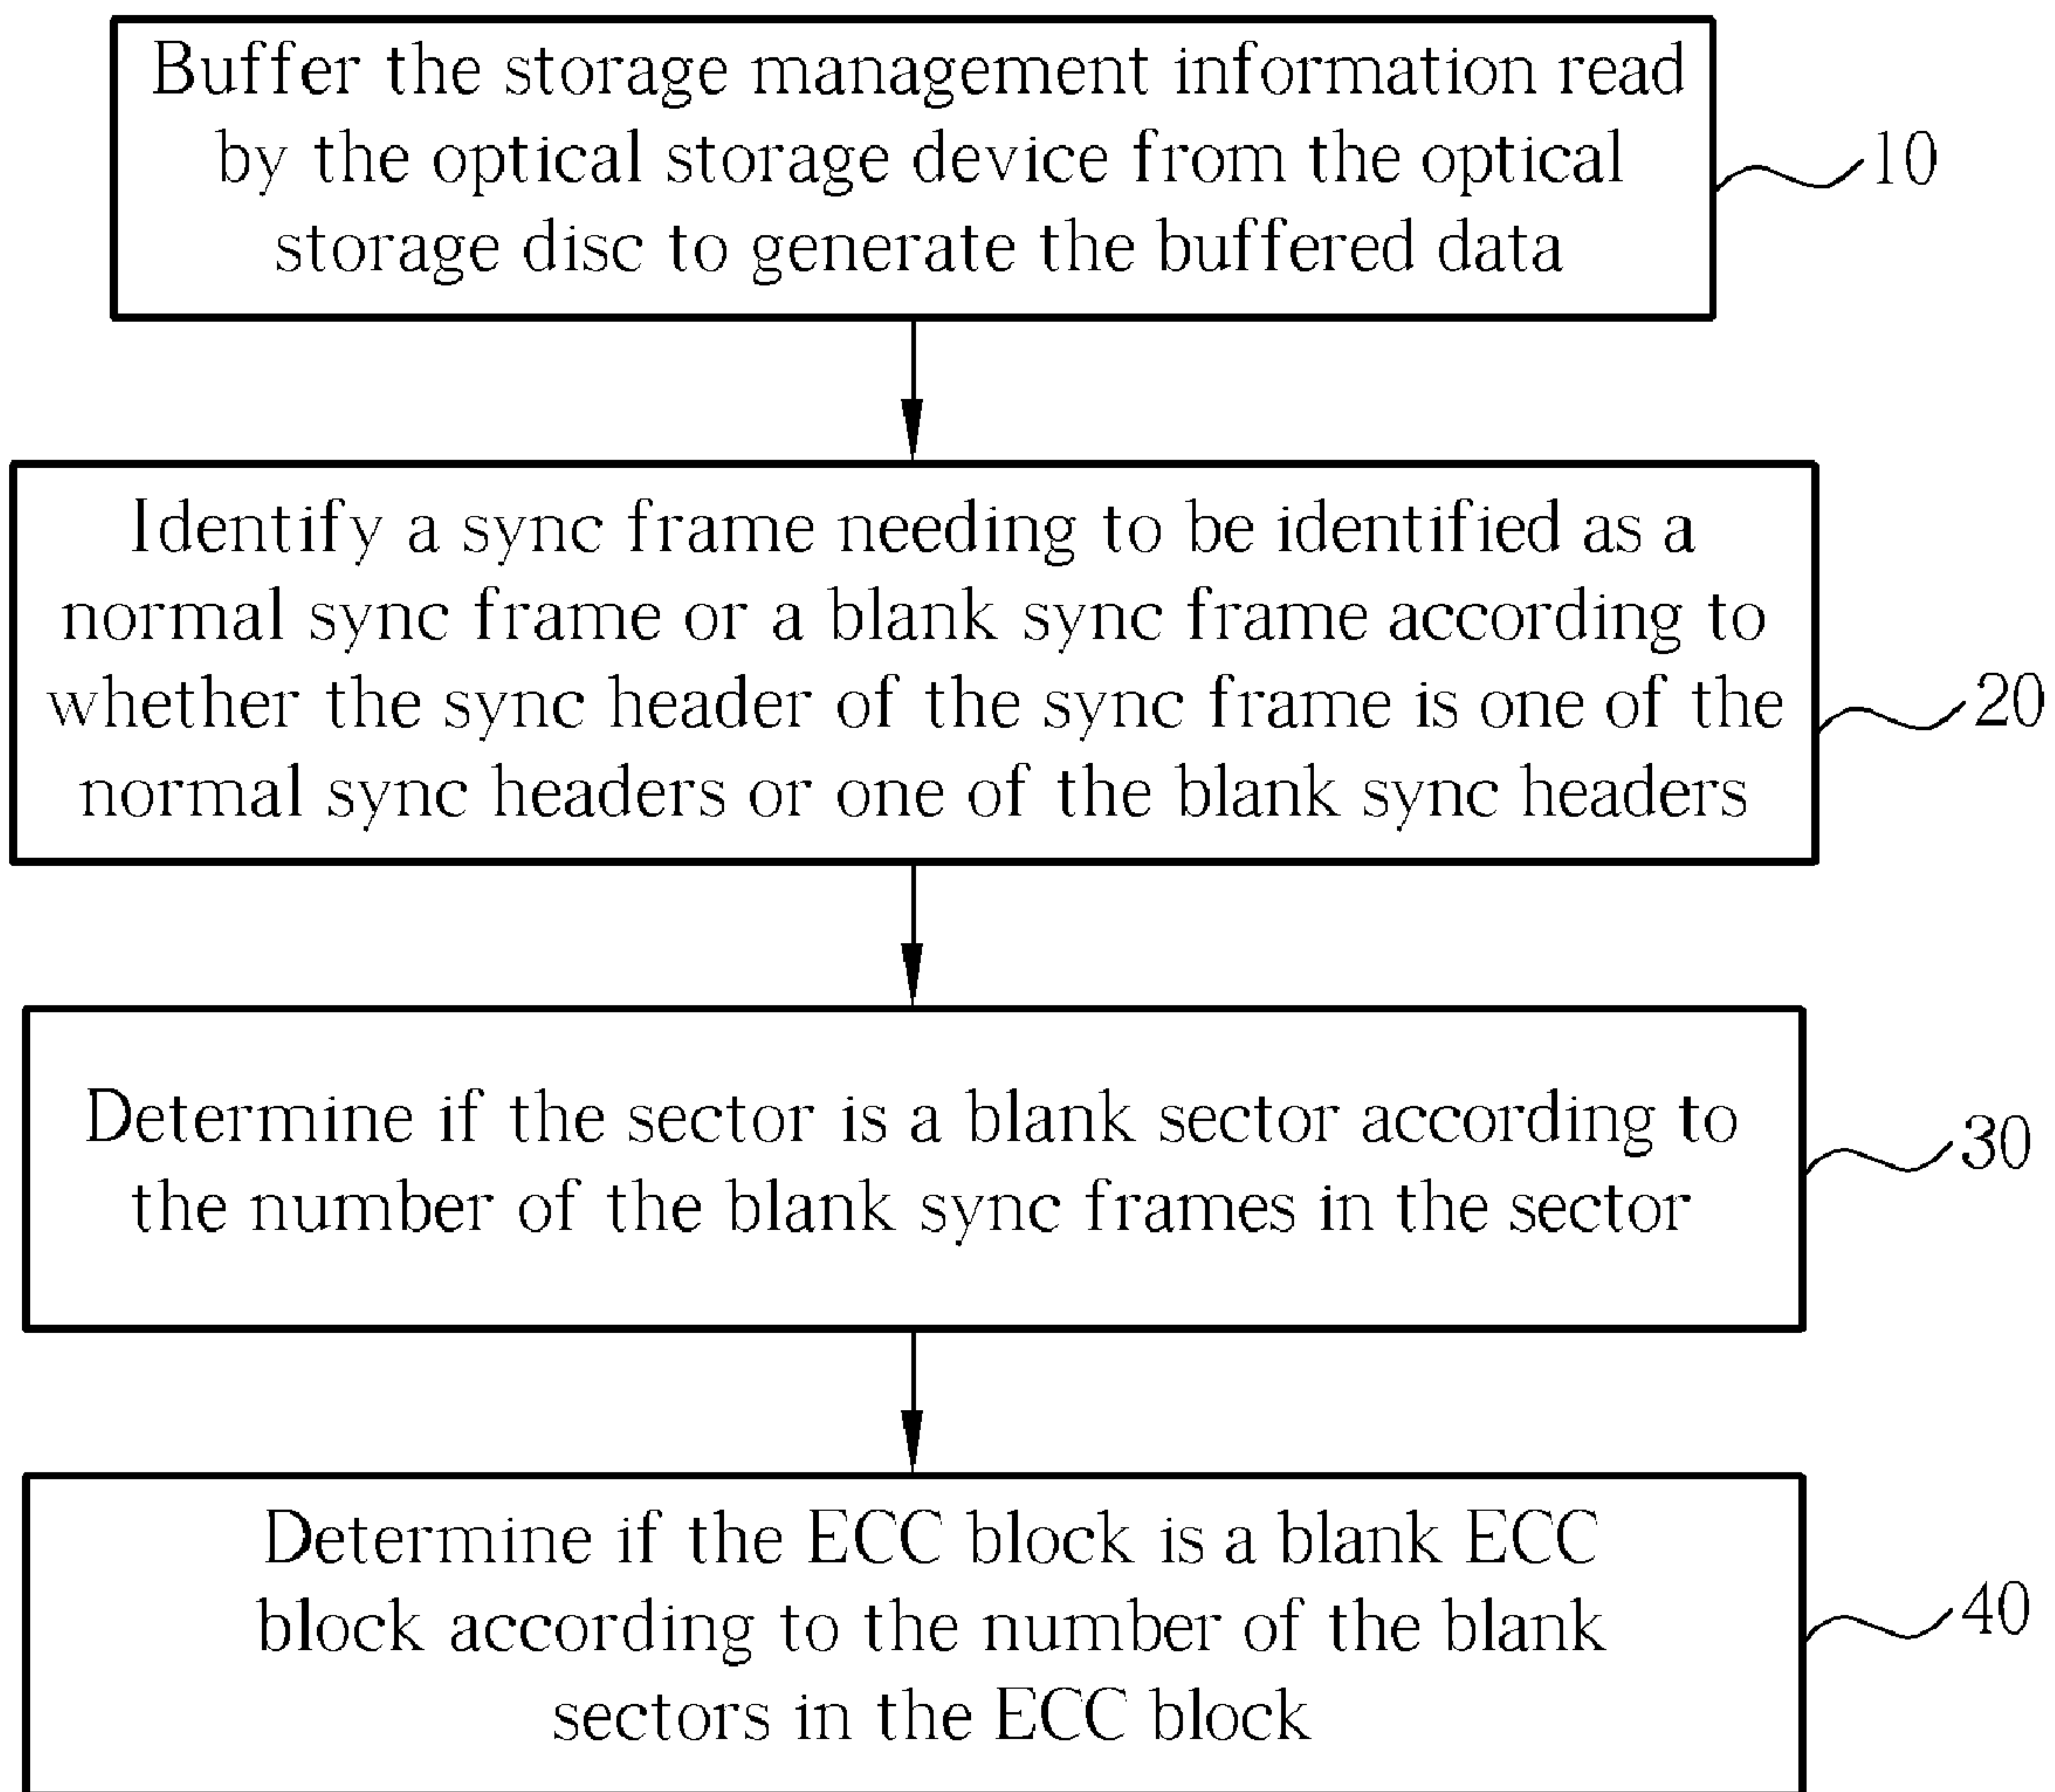 Buffer the storage management information read
by the optical storage device from the optical
storage disc to generate the buffered data
10
Identify a sync frame needing to be identified as a
normal sync frame or a blank sync frame according to
whether the sync header of the sync frame is one of the
normal sync headers or one of the blank sync headers
20
Determine if the sector is a blank sector according to
the number of the blank sync frames in the sector
30
Determine if the ECC block is a blank ECC
block according to the number of the blank
sectors in the ECC block
40